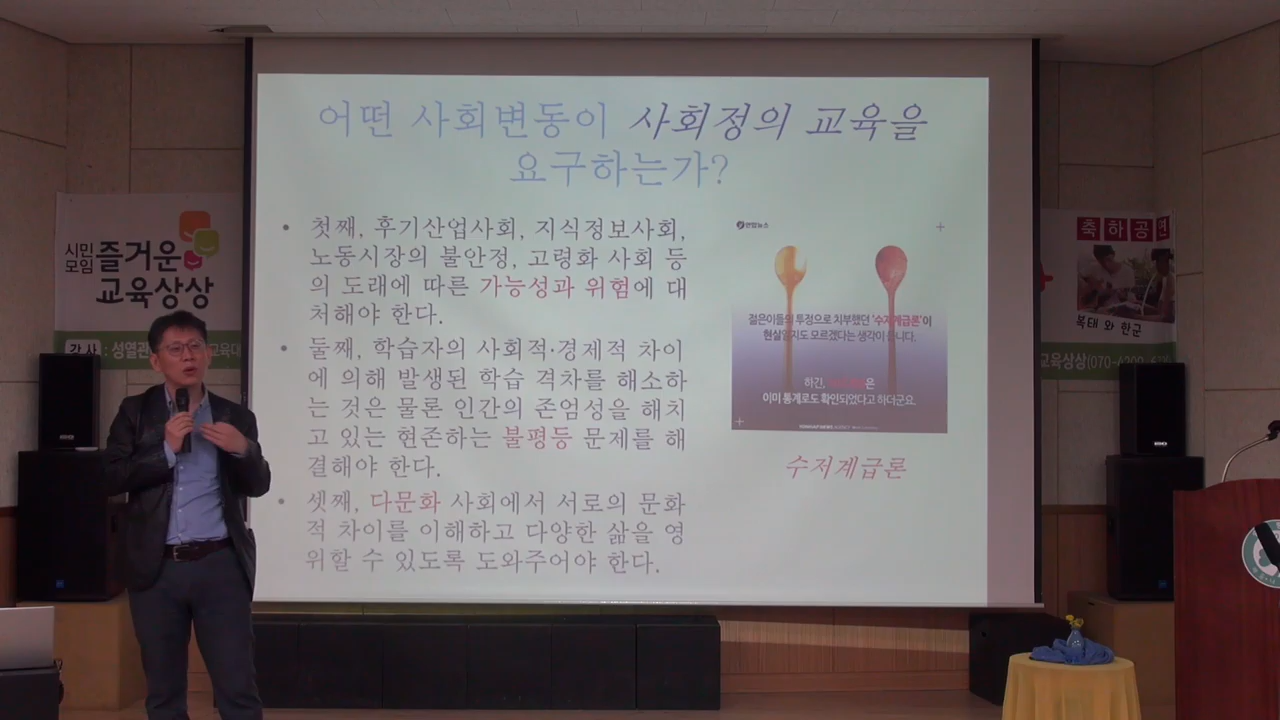 어떤 사회변동이 사회정의 교육을
요구하는가?
• 첫째, 후기산업사회, 지식정보사회,
노동시장의 불안정, 고령화 사회 등
의 도래에 따른 가능성과 위험에 대
처해야 한다.
• 둘째, 학습자의 사회적·경제적 차이
에 의해 발생된 학습 격차를 해소하
는 것은 물론 인간의 존엄성을 해치
고 있는 현존하는 불평등 문제를 해
결해야 한다.
• 셋째, 다문화 사회에서 서로의 문화
적 차이를 이해하고 다양한 삶을 영
위할 수 있도록 도와주어야 한다.
연합뉴스
젊은이들의 투정으로 치부했던 '수저계급론'이
현실일지도 모르겠다는 생각이 듭니다.
하긴, 은
이미 통계로도 확인되었다고 하더군요.
수저계급론
시민
모임
즐거운
교육상상
강사 : 성열관 교육대
축하공연
복태 와 한군
교육상상(070-